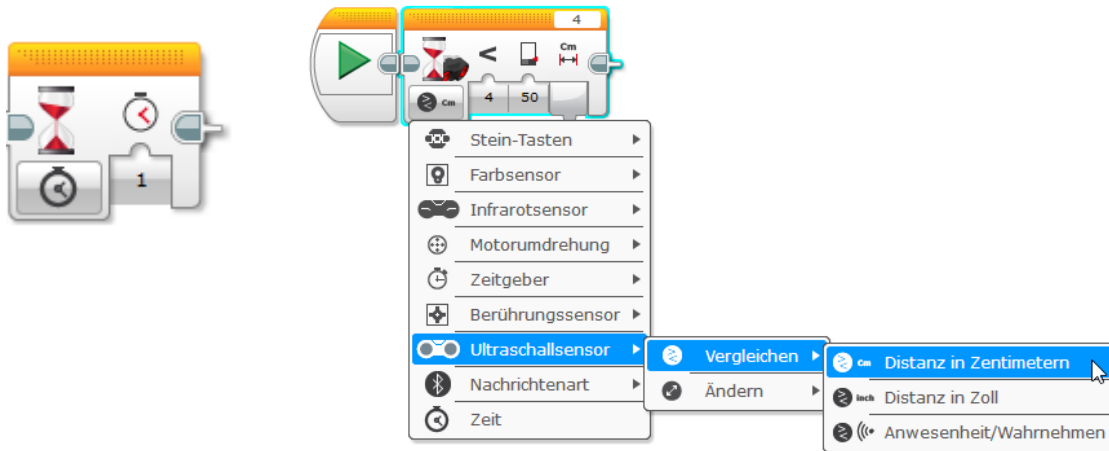 1
4
Cm
<
Cm
4
50
Stein-Tasten
Farbsensor
Infrarotsensor
Motorumdrehung
Zeitgeber
Berührungssensor
Ultraschallsensor
Nachrichtenart
Zeit
Vergleichen
Ändern
Cm Distanz in Zentimetern
inch Distanz in Zoll
Anwesenheit/Wahrnehmen